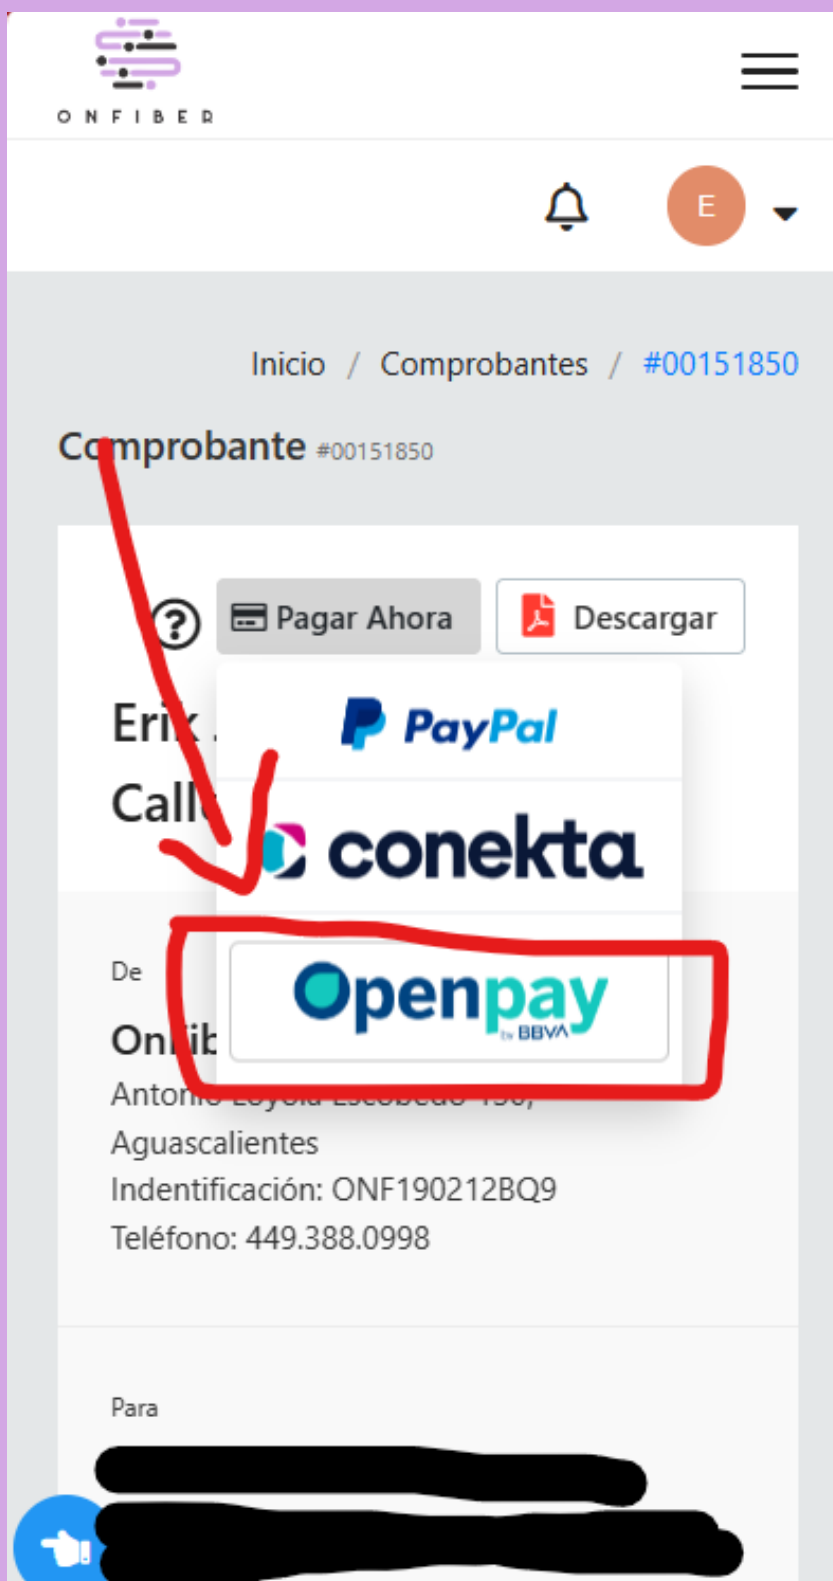 ONFIBER
E
Inicio / Comprobantes / #00151850
Comprobante #00151850
Pagar Ahora
Descargar
Erik
PayPal
conekta
Openpay
by BBVA
De
Aguascalientes
Indentificación: ONF190212BQ9
Teléfono: 449.388.0998
Para